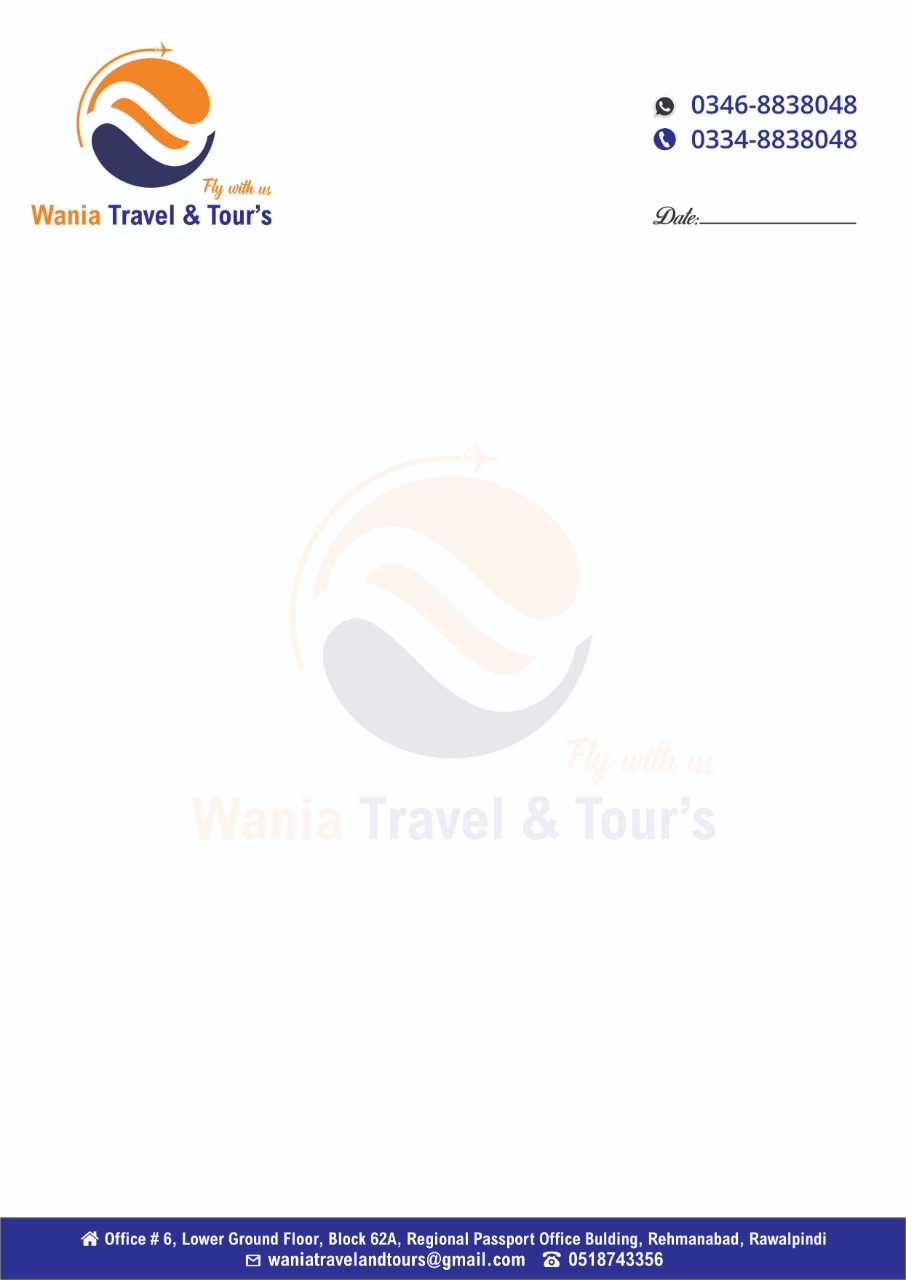 0346-8838048
0334-8838048
Fly with us
Wania Travel & Tour's
Date:
Fly with us
Wania Travel & Tour's
Office # 6, Lower Ground Floor, Block 62A, Regional Passport Office Bulding, Rehmanabad, Rawalpindi
waniatravelandtours@gmail.com 0518743356